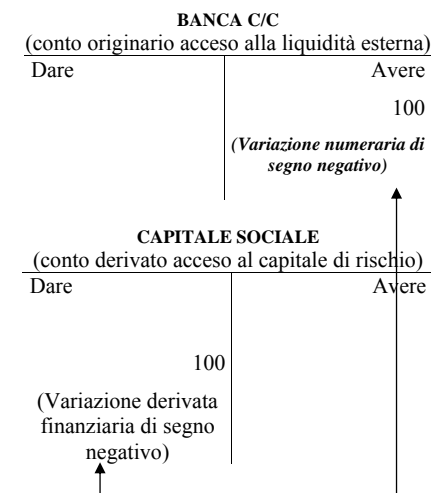 BANCA C/C
(conto originario acceso alla liquidità esterna)
Dare Avere
100
(Variazione numeraria di
segno negativo)
CAPITALE SOCIALE
(conto derivato acceso al capitale di rischio)
Dare Avere
100
(Variazione derivata
finanziaria di segno
negativo)